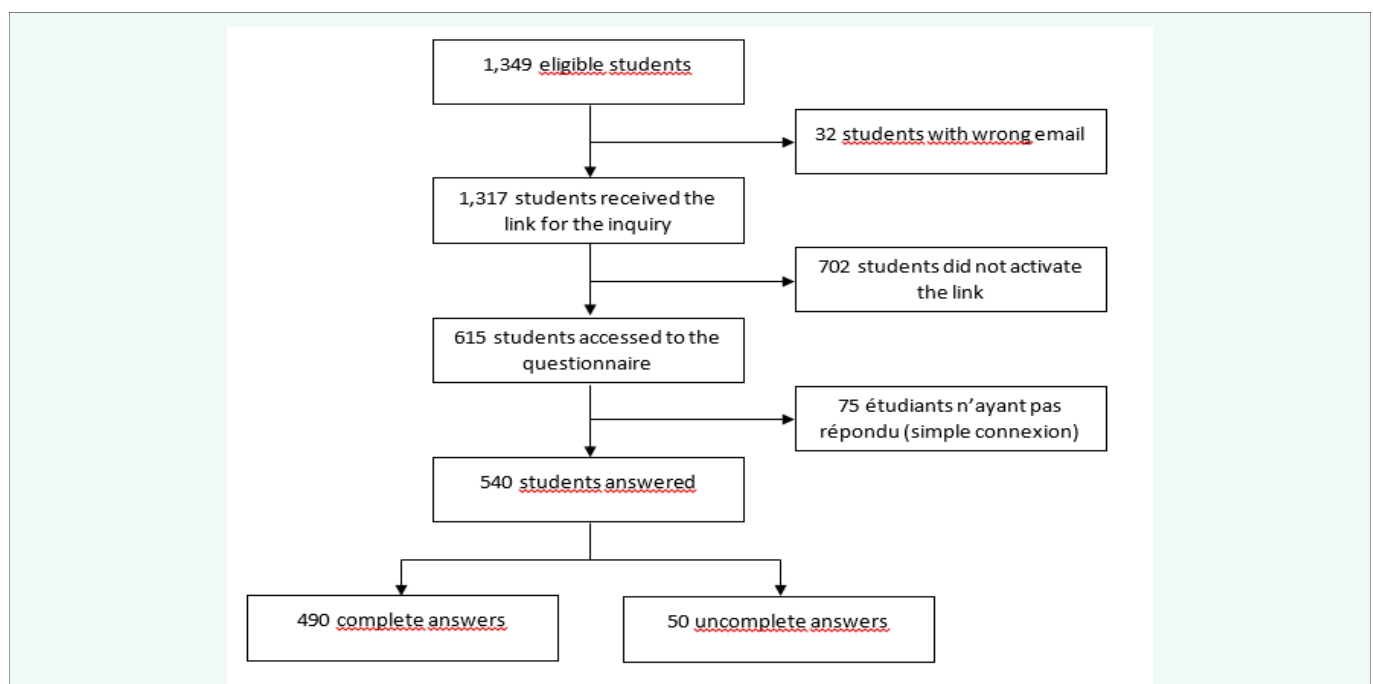 1,349 eligible students
32 students with wrong email
1,317 students received the
link for the inquiry
702 students did not activate
the link
615 students accessed to the
questionnaire
75 étudiants n’ayant pas
répondu (simple connexion)
540 students answered
490 complete answers
50 uncomplete answers